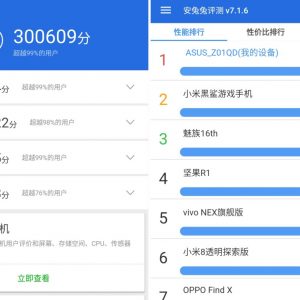 300609分
超越99%的用户
分
超越99%的用户
22分
超越98%的用户
分
超越99%的用户
分
超越76%的用户
机
机用户评价和屏幕、存储空间、CPU、传感器
立即查看
安兔兔评测 v7.1.6
性能排行
性价比排行
1 ASUS_Z01QD(我的设备)
2 小米黑鲨游戏手机
3 魅族16th
4 坚果R1
5 vivo NEX旗舰版
6 小米8透明探索版
7 OPPO Find X